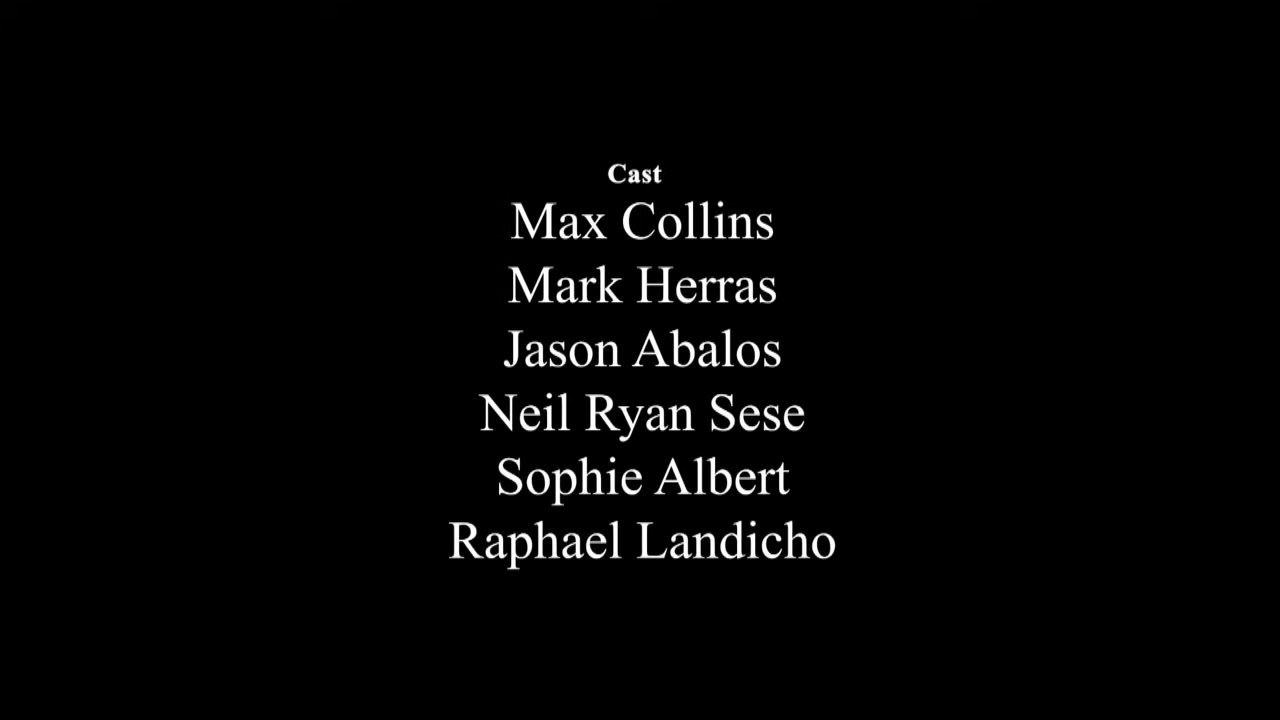 Cast
Max Collins
Mark Herras
Jason Abalos
Neil Ryan Sese
Sophie Albert
Raphael Landicho